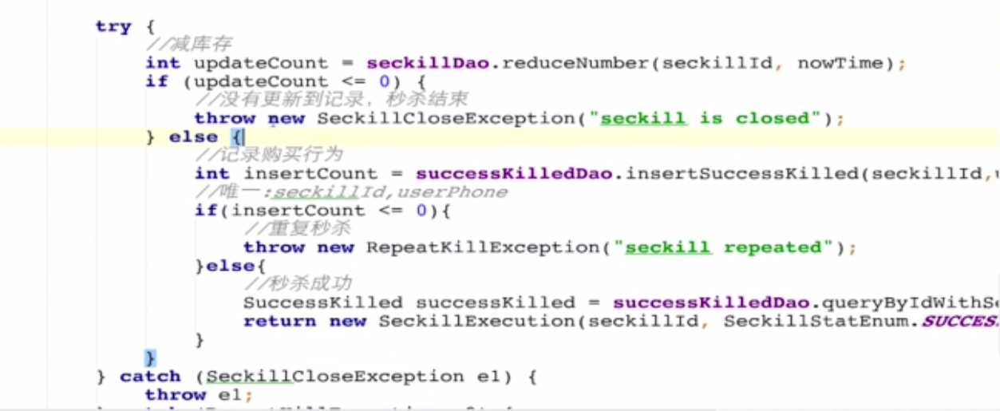 try {
//减库存
int updateCount = seckillDao.reduceNumber(seckillId, nowTime);
if (updateCount <= 0) {
//没有更新到记录，秒杀结束
throw new SeckillCloseException("seckill is closed");
} else {
//记录购买行为
int insertCount = successKilledDao.insertSuccessKilled(seckillId,
//唯一:seckillId,userPhone
if(insertCount <= 0){
//重复秒杀
throw new RepeatKillException("seckill repeated");
}else{
//秒杀成功
SuccessKilled successKilled = successKilledDao.queryByIdWithSe
return new SeckillExecution(seckillId, SeckillStatEnum.SUCCES
}
}
} catch (SeckillCloseException e1) {
throw e1;